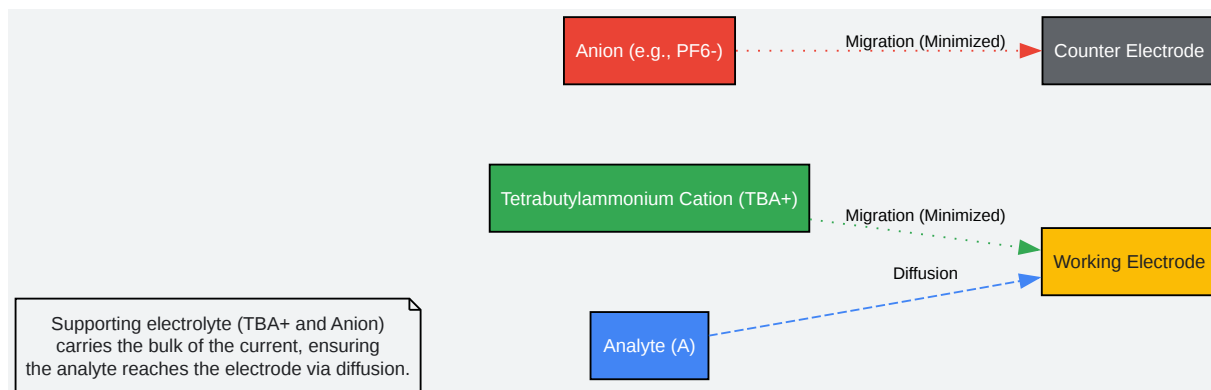 Anion (e.g., PF6-)
Migration (Minimized)
Counter Electrode
Tetrabutylammonium Cation (TBA+)
Migration (Minimized)
Working Electrode
Diffusion
Analyte (A)
Supporting electrolyte (TBA+ and Anion)
carries the bulk of the current, ensuring
the analyte reaches the electrode via diffusion.